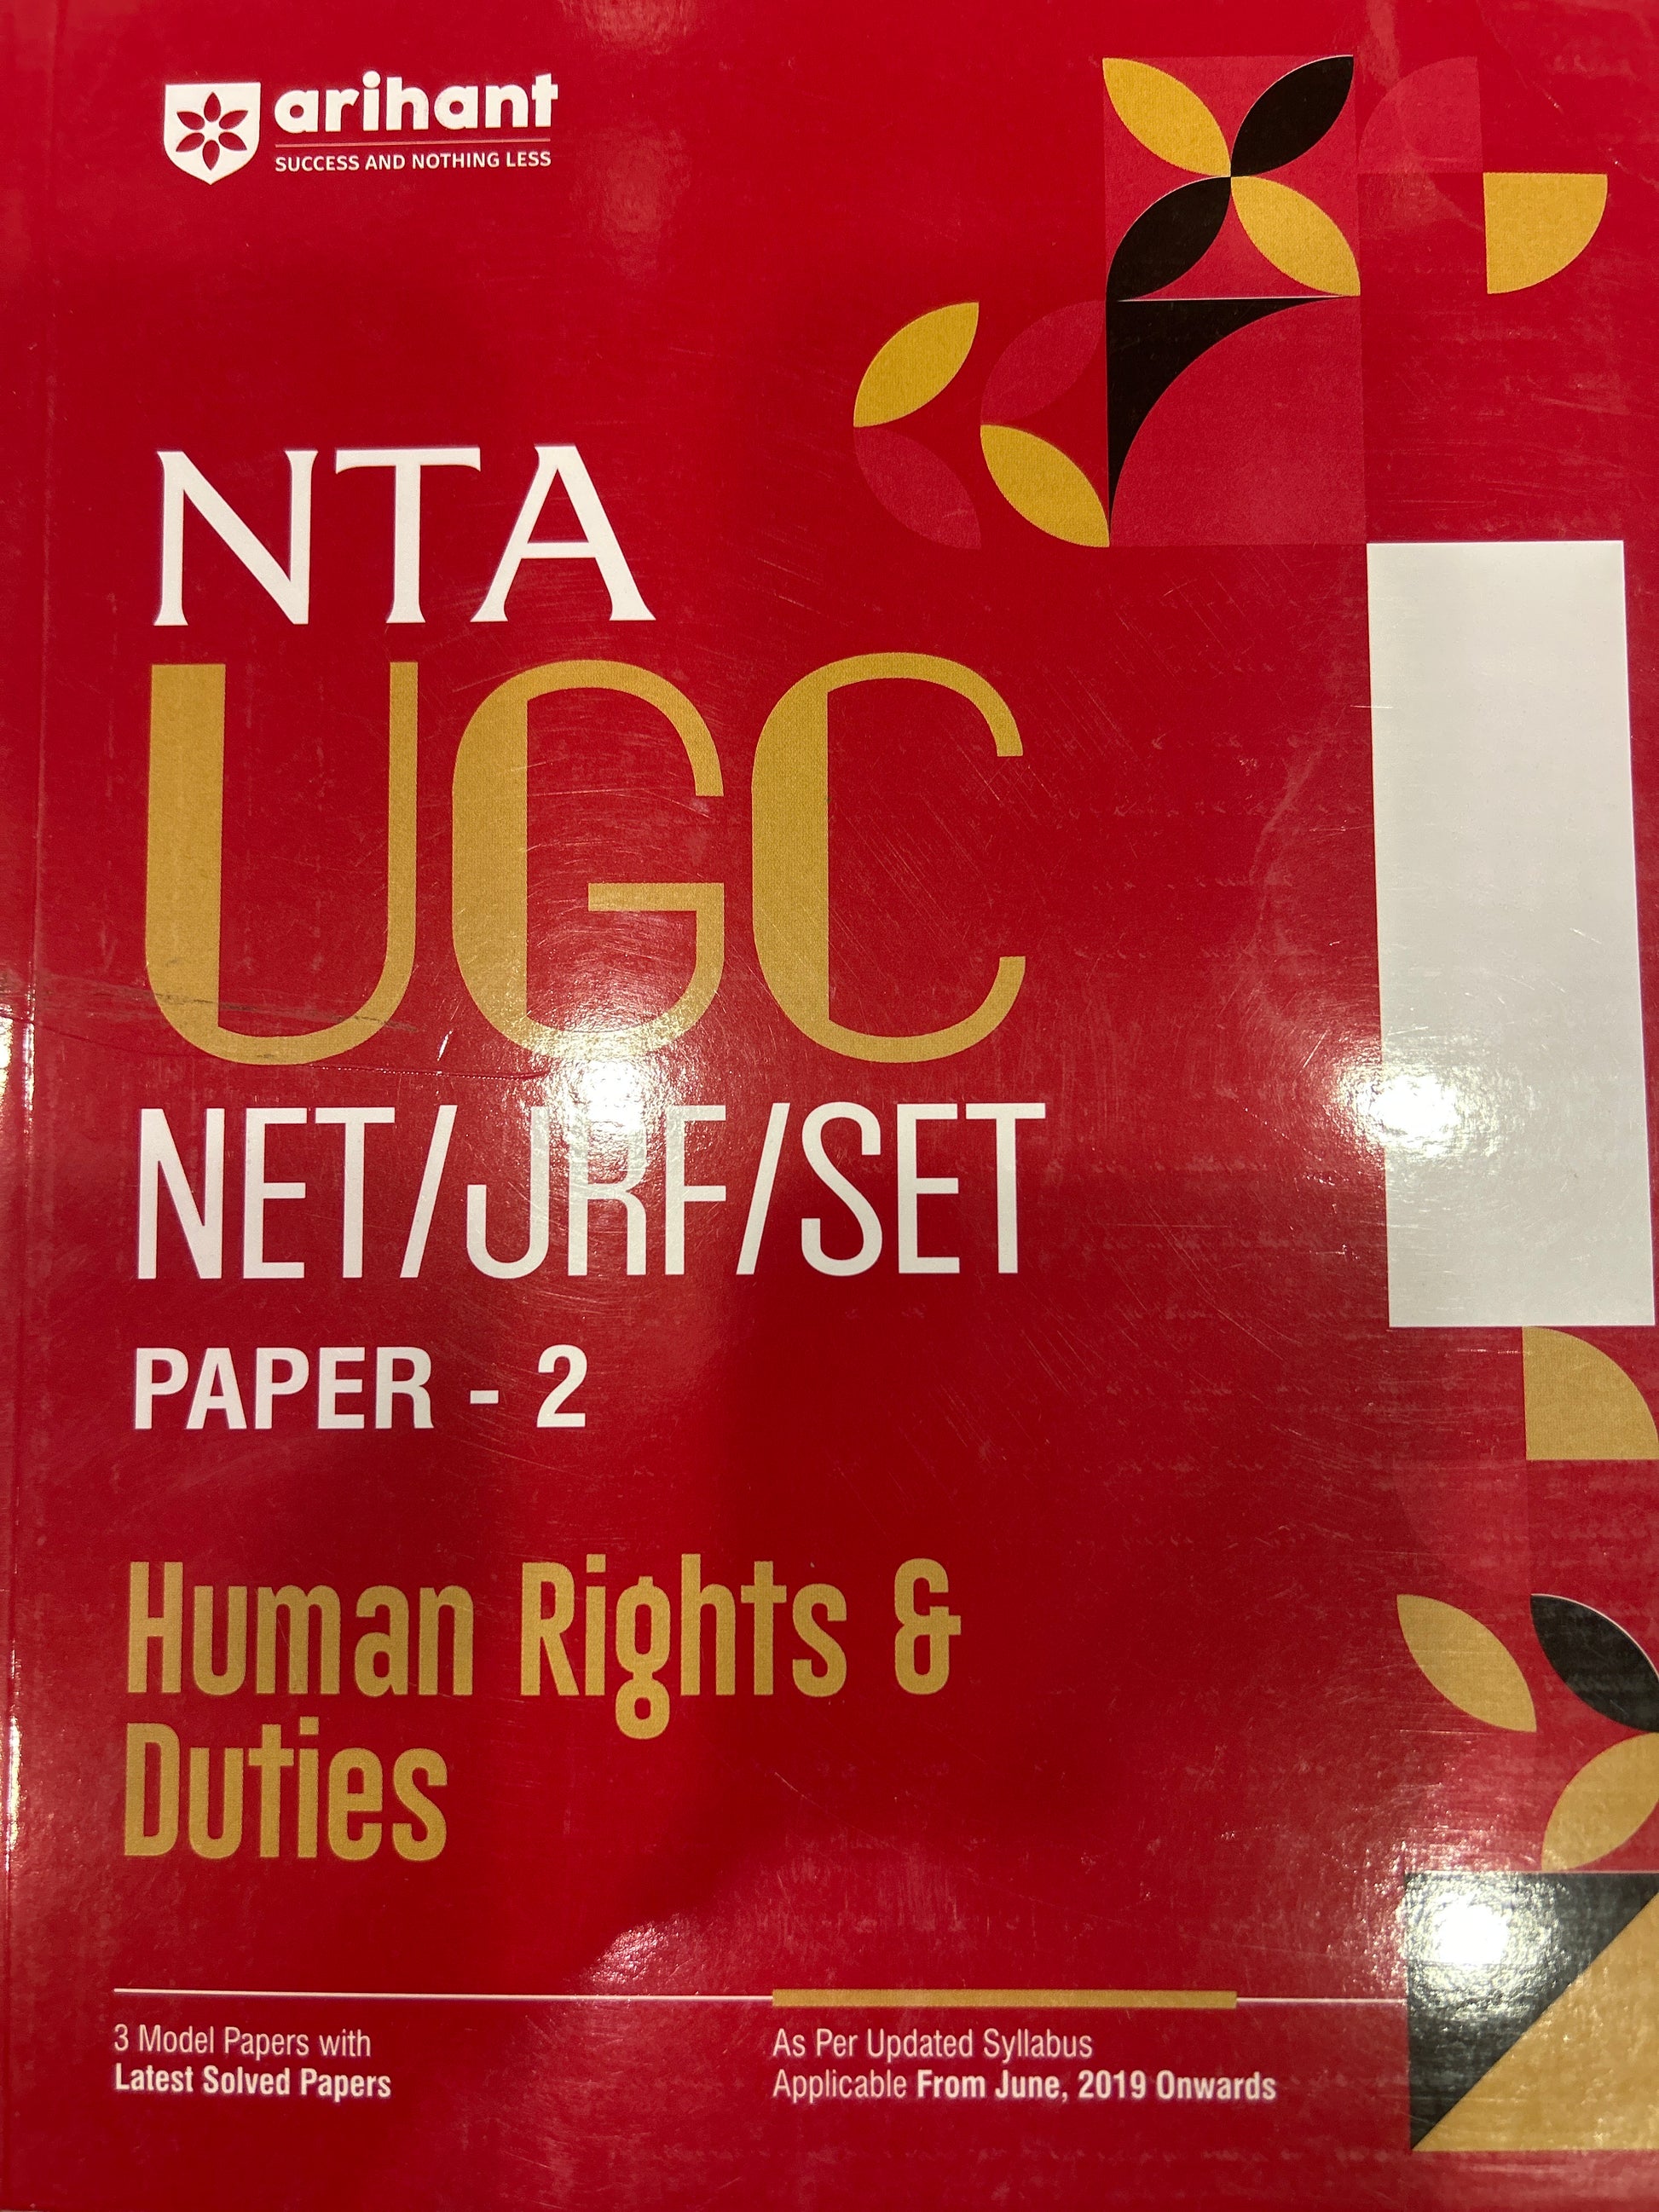 arihant
SUCCESS AND NOTHING LESS
NTA
UGC
NET/JRF/SET
PAPER - 2
Human Rights &
Duties
3 Model Papers with
Latest Solved Papers
As Per Updated Syllabus
Applicable From June, 2019 Onwards